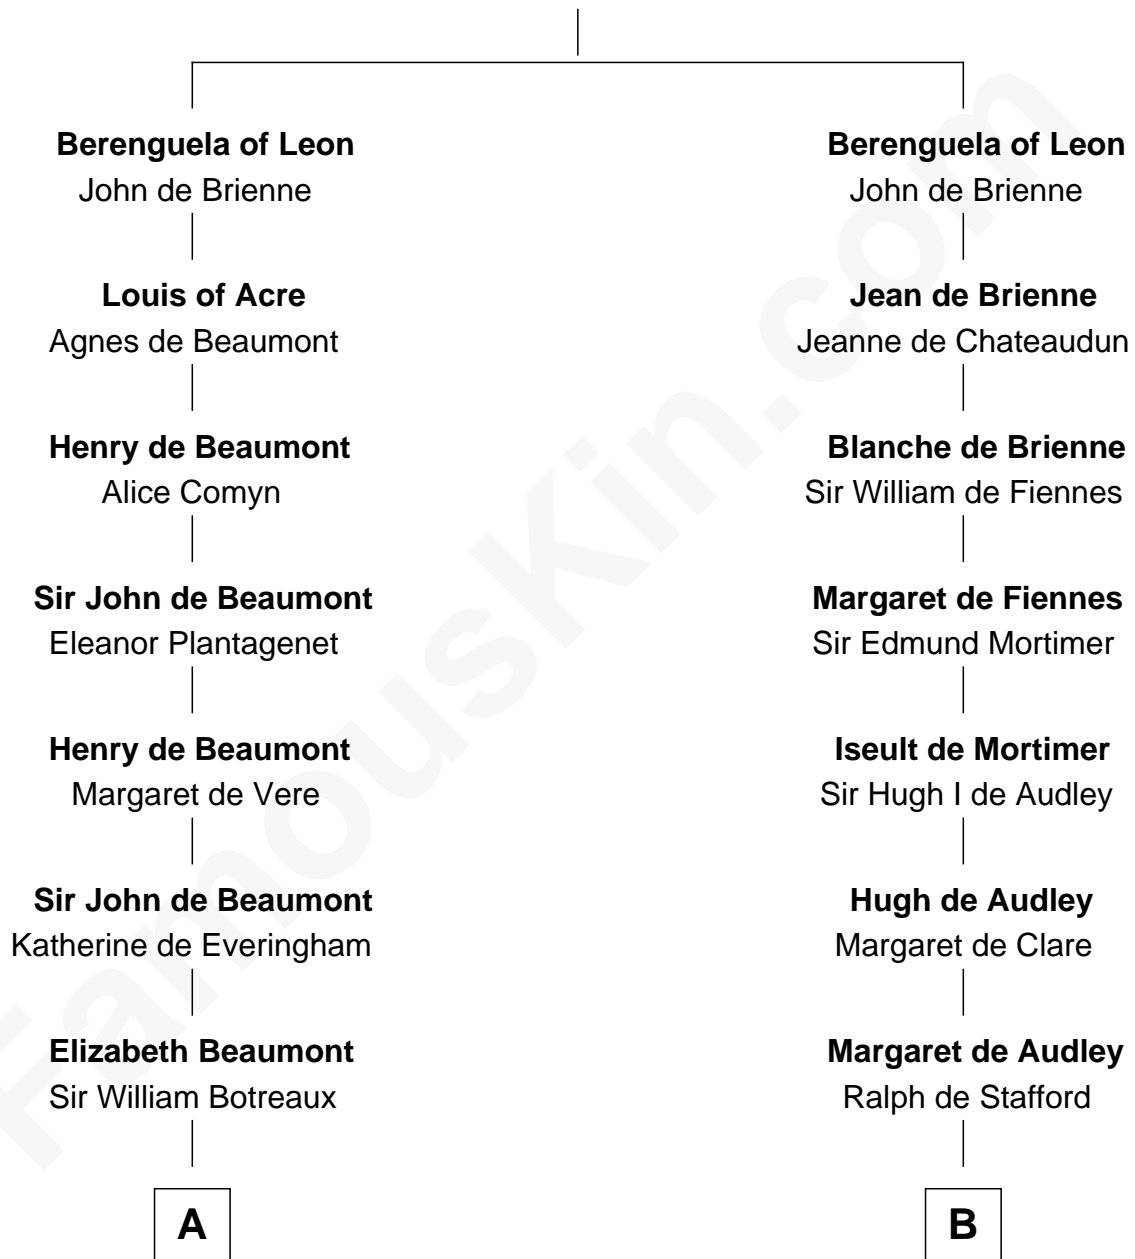 Berenguela of Leon
John de Brienne
Louis of Acre
Agnes de Beaumont
Henry de Beaumont
Alice Comyn
Sir John de Beaumont
Eleanor Plantagenet
Henry de Beaumont
Margaret de Vere
Sir John de Beaumont
Katherine de Everingham
Elizabeth Beaumont
Sir William Botreaux
A
Berenguela of Leon
John de Brienne
Jean de Brienne
Jeanne de Chateaudun
Blanche de Brienne
Sir William de Fiennes
Margaret de Fiennes
Sir Edmund Mortimer
Iseult de Mortimer
Sir Hugh I de Audley
Hugh de Audley
Margaret de Clare
Margaret de Audley
Ralph de Stafford
B
FamousKin.com